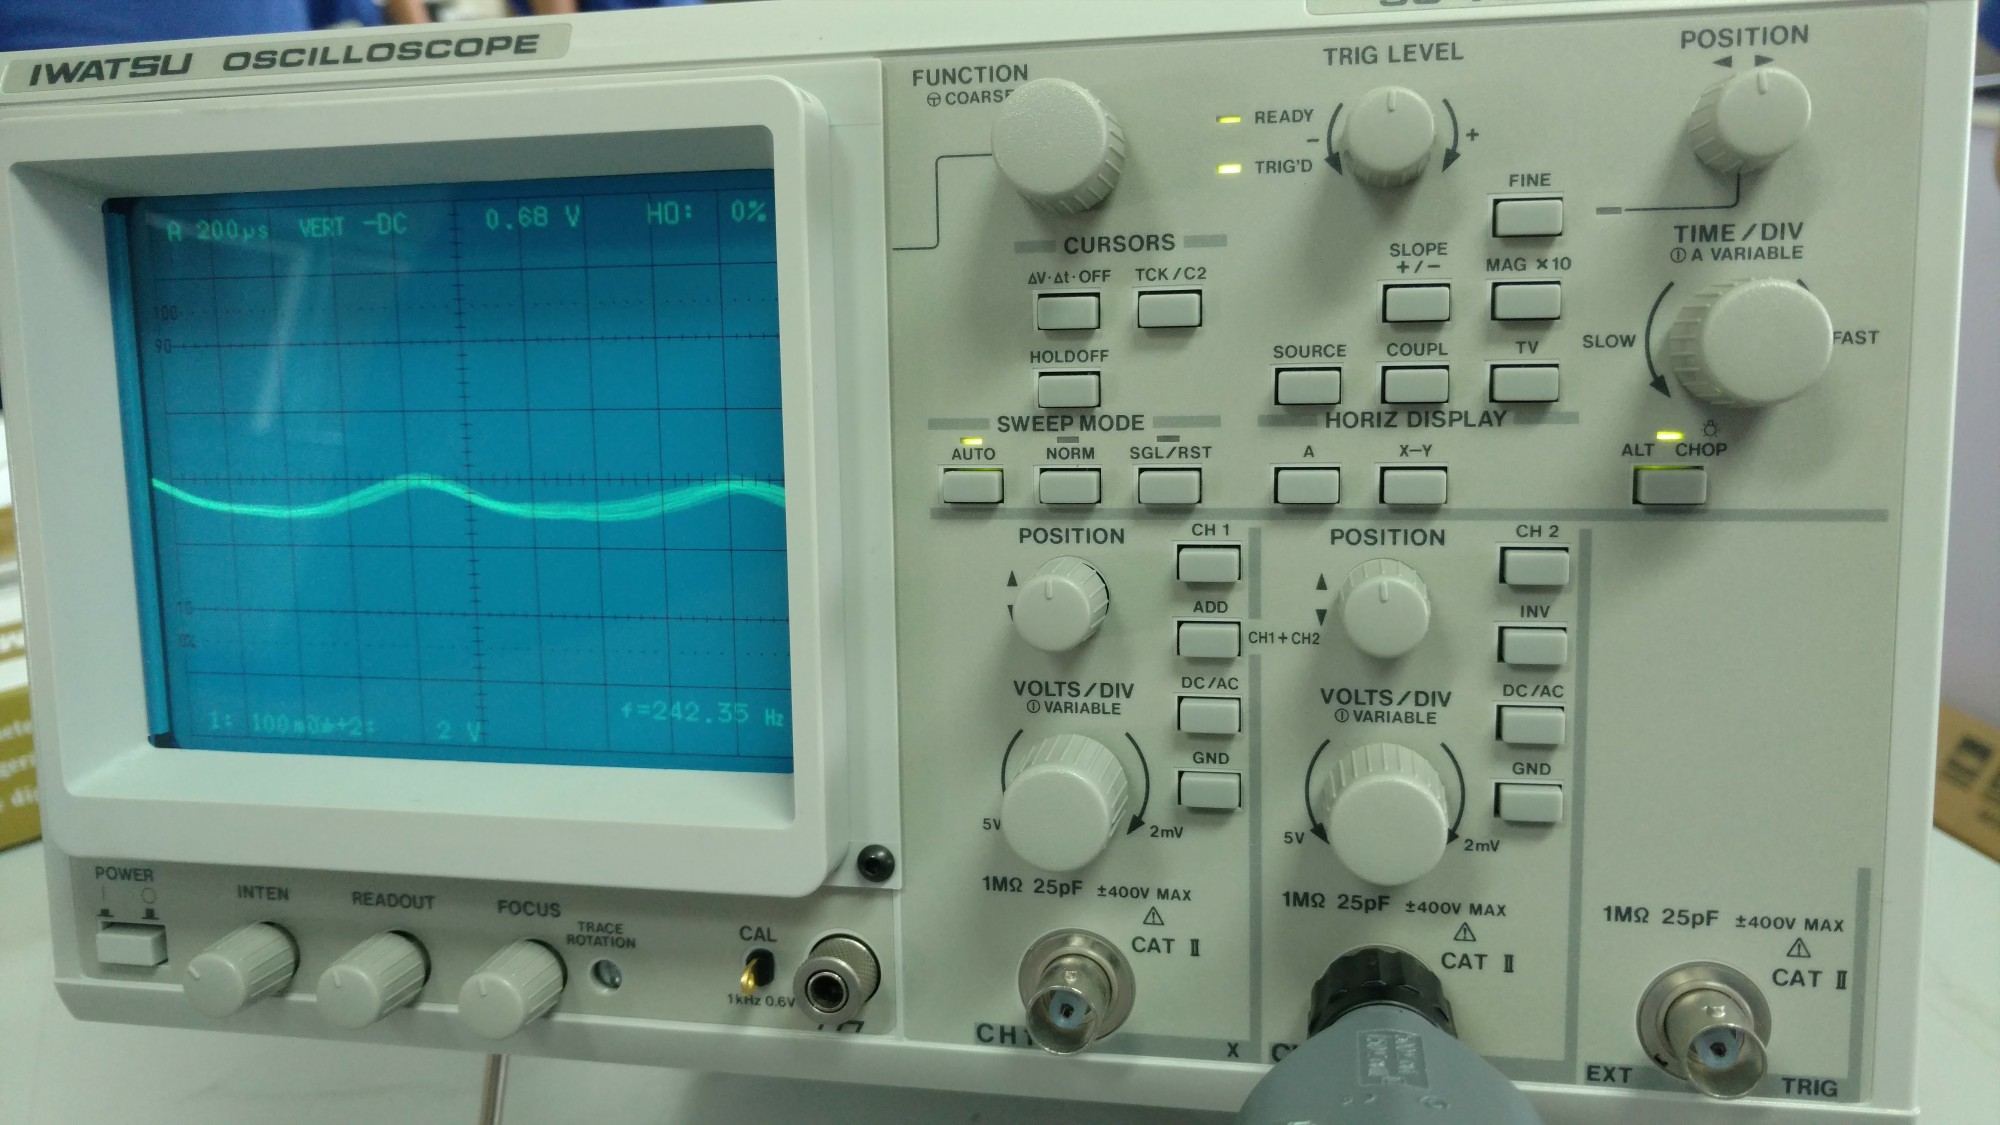 IWATSU OSCILLOSCOPE
A 200µs VERT -DC 0.68 V HO: 0%
100
90
10
0%
2 V
f=242.35 Hz
POWER
I O
INTEN
READOUT
FOCUS
TRACE
ROTATION
CAL
1kHz 0.6V
FUNCTION
COARSE
READY
TRIG'D
TRIG LEVEL
- +
POSITION
FINE
CURSORS
ΔV·Δt·OFF
TCK/C2
SLOPE
+/-
MAG ×10
TIME/DIV
A VARIABLE
SLOW
FAST
HOLDOFF
SOURCE
COUPL
TV
SWEEP MODE
AUTO
NORM
SGL/RST
HORIZ DISPLAY
A
X-Y
ALT CHOP
POSITION
CH 1
ADD
CH1+CH2
VOLTS/DIV
VARIABLE
DC/AC
GND
5V
2mV
1MΩ 25pF ±400V MAX
CAT II
CH1
X
POSITION
CH 2
INV
VOLTS/DIV
VARIABLE
DC/AC
GND
5V
2mV
1MΩ 25pF ±400V MAX
CAT II
1MΩ 25pF ±400V MAX
CAT II
EXT TRIG